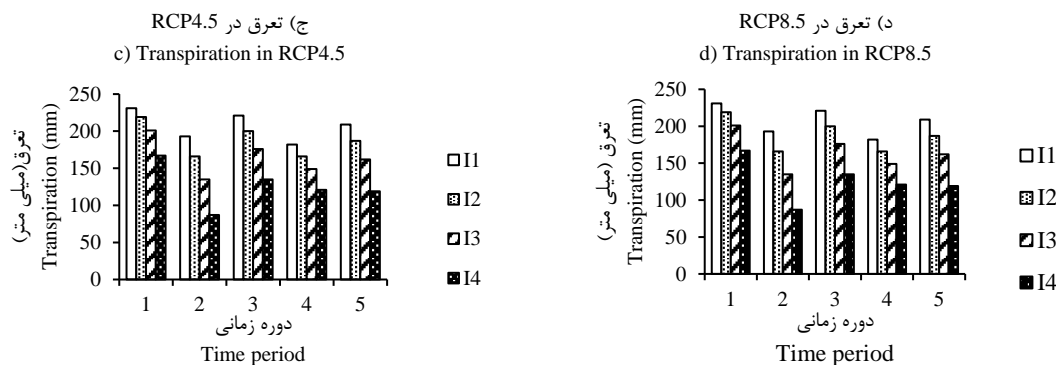 ج) تعرق در RCP4.5
c) Transpiration in RCP4.5
250
200
150
100
50
0
تعرق(میلی متر)
Transpiration (mm)
1 2 3 4 5
دوره زمانی
Time period
I1
I2
I3
I4
د) تعرق در RCP8.5
d) Transpiration in RCP8.5
250
200
150
100
50
0
تعرق (میلی متر)
Transpiration (mm)
1 2 3 4 5
دوره زمانی
Time period
I1
I2
I3
I4